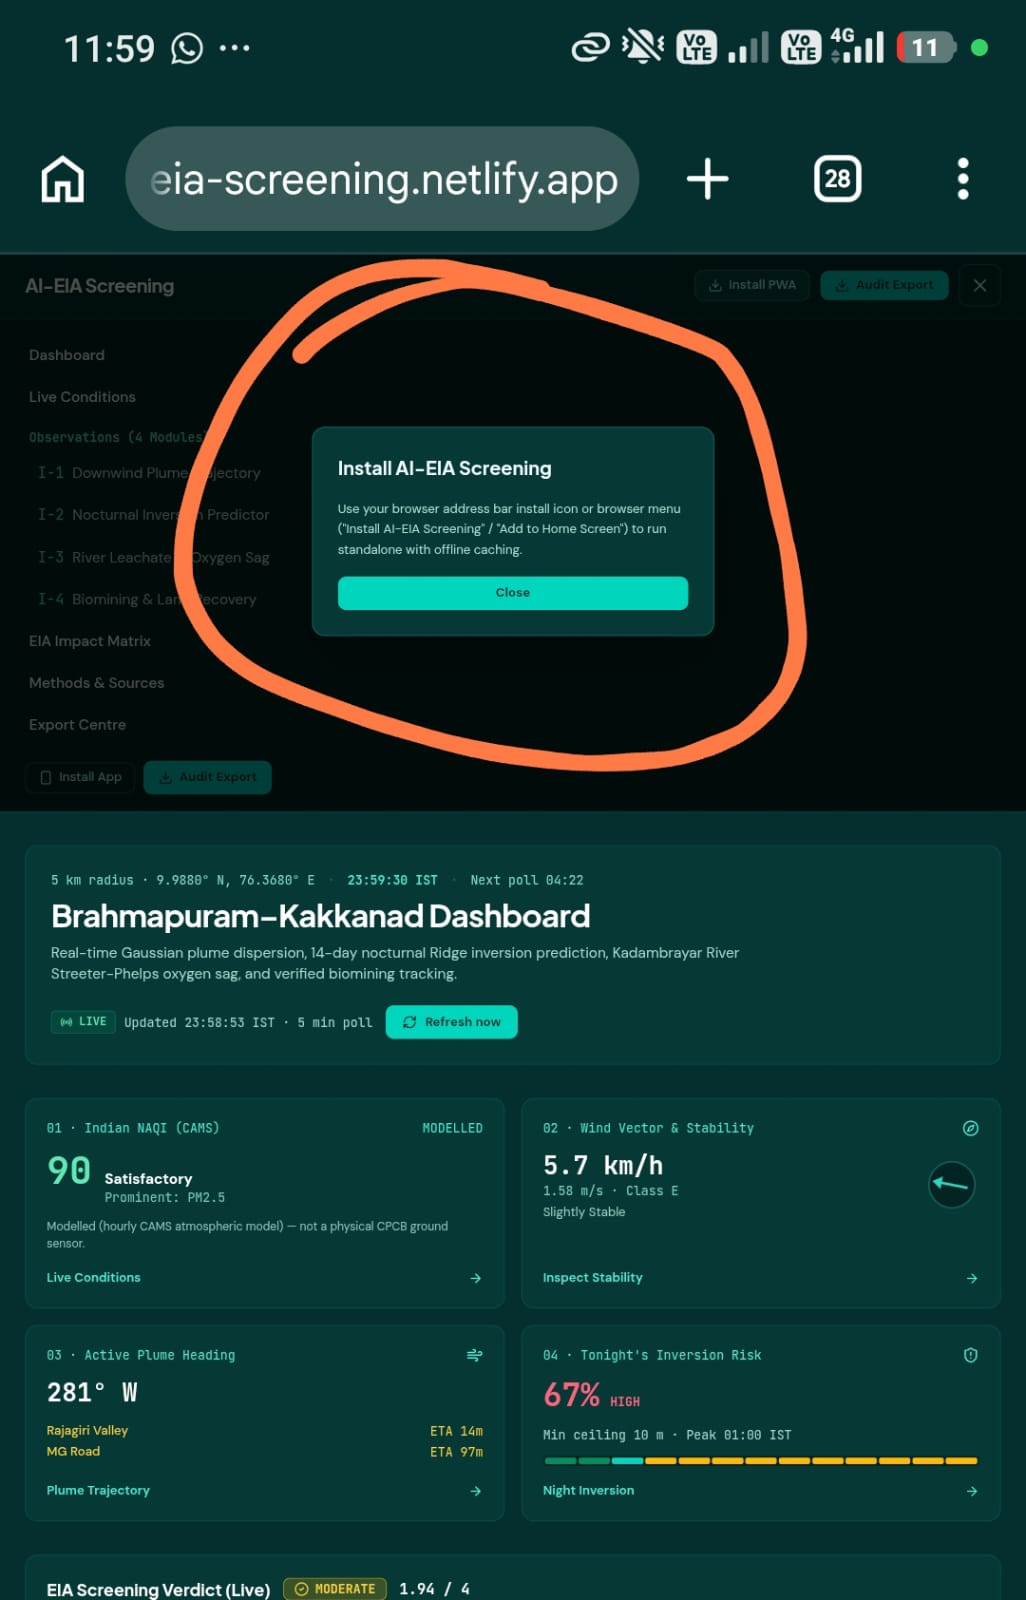 11:59
Vo LTE
Vo LTE
4G
11
eia-screening.netlify.app
28
AI-EIA Screening
Install PWA
Audit Export
Dashboard
Live Conditions
Observations (4 Modules
I-1 Downwind Plume
I-2 Nocturnal Inversion Predictor
I-3 River Leachate Oxygen Sag
I-4 Biomining & Recovery
EIA Impact Matrix
Methods & Sources
Export Centre
Install App
Audit Export
Install AI-EIA Screening
Use your browser address bar install icon or browser menu
("Install AI-EIA Screening" / "Add to Home Screen") to run
standalone with offline caching.
Close
5 km radius · 9.9880° N, 76.3680° E · 23:59:30 IST · Next poll 04:22
Brahmapuram–Kakkanad Dashboard
Real-time Gaussian plume dispersion, 14-day nocturnal Ridge inversion prediction, Kadambrayar River
Streeter-Phelps oxygen sag, and verified biomining tracking.
LIVE Updated 23:58:53 IST · 5 min poll Refresh now
01 · Indian NAQI (CAMS) MODELLED
90 Satisfactory
Prominent: PM2.5
Modelled (hourly CAMS atmospheric model) — not a physical CPCB ground
sensor.
Live Conditions →
02 · Wind Vector & Stability
5.7 km/h
1.58 m/s · Class E
Slightly Stable
Inspect Stability →
03 · Active Plume Heading
281° W
Rajagiri Valley ETA 14m
MG Road ETA 97m
Plume Trajectory →
04 · Tonight's Inversion Risk
67% HIGH
Min ceiling 10 m · Peak 01:00 IST
Night Inversion →
EIA Screening Verdict (Live) MODERATE 1.94 / 4